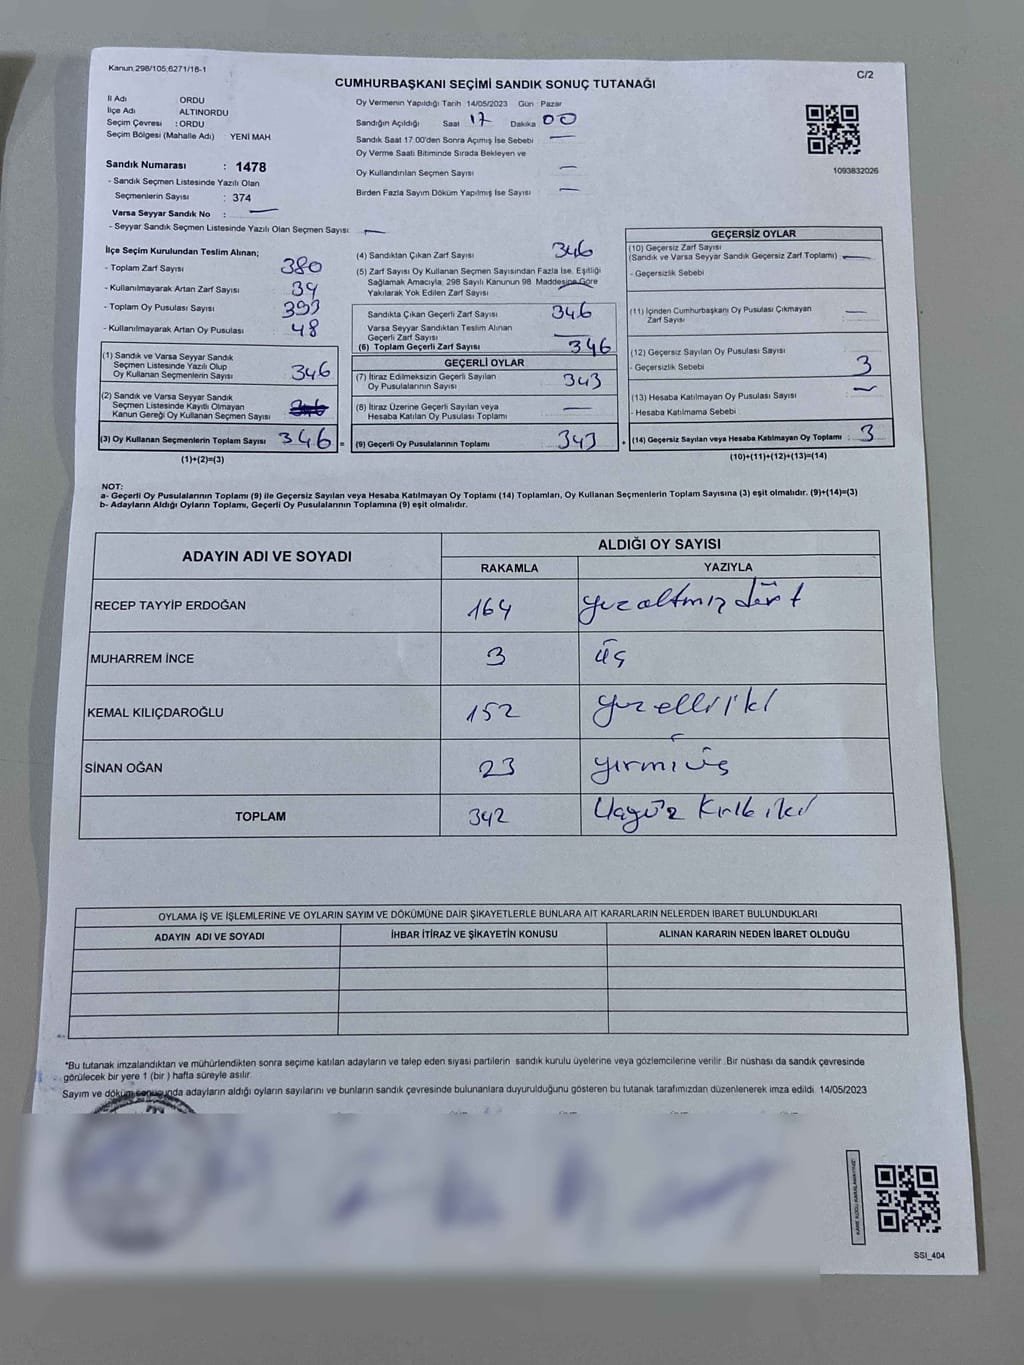 Kanun 298/105,6271/16-1
C/2
CUMHURBAŞKANI SEÇİMİ SANDIK SONUÇ TUTANAĞI
İl Adı ORDU
İlçe Adı ALTINORDU
Seçim Çevresi : ORDU
Seçim Bölgesi (Mahalle Adı) : YENİ MAH
Sandık Numarası : 1478
- Sandık Seçmen Listesinde Yazılı Olan
Seçmenlerin Sayısı : 374
Varsa Seyyar Sandık No : —
- Seyyar Sandık Seçmen Listesinde Yazılı Olan Seçmen Sayısı: —
Oy Vermenin Yapıldığı Tarih 14/05/2023 Gün Pazar
Sandığın Açıldığı Saat 17 Dakika 00
Sandık Saat 17.00'den Sonra Açımış İse Sebebi —
Oy Verme Saati Bitiminde Sırada Bekleyen ve
Oy Kullandırılan Seçmen Sayısı —
Birden Fazla Sayım Döküm Yapılmış İse Sayısı —
1093832026
İlçe Seçim Kurulundan Teslim Alınan;
- Toplam Zarf Sayısı 380
- Kullanılmayarak Artan Zarf Sayısı 34
- Toplam Oy Pusulası Sayısı 393
- Kullanılmayarak Artan Oy Pusulası 48
(1) Sandık ve Varsa Seyyar Sandık
Seçmen Listesinde Yazılı Olup
Oy Kullanan Seçmenlerin Sayısı 346
(2) Sandık ve Varsa Seyyar Sandık
Seçmen Listesinde Kayıtlı Olmayan
Kanun Gereği Oy Kullanan Seçmen Sayısı
(3) Oy Kullanan Seçmenlerin Toplam Sayısı 346 =
(1)+(2)=(3)
(4) Sandıktan Çıkan Zarf Sayısı 346
(5) Zarf Sayısı Oy Kullanan Seçmen Sayısından Fazla İse, Eşitliği
Sağlamak Amacıyla, 298 Sayılı Kanunun 98. Maddesine Göre
Yakılarak Yok Edilen Zarf Sayısı —
Sandıkta Çıkan Geçerli Zarf Sayısı 346
Varsa Seyyar Sandıktan Teslim Alınan
Geçerli Zarf Sayısı —
(6) Toplam Geçerli Zarf Sayısı 346
GEÇERLİ OYLAR
(7) İtiraz Edilmeksizin Geçerli Sayılan
Oy Pusulalarının Sayısı 343
(8) İtiraz Üzerine Geçerli Sayılan veya
Hesaba Katılan Oy Pusulası Toplamı —
(9) Geçerli Oy Pusulalarının Toplamı 343 +
GEÇERSİZ OYLAR
(10) Geçersiz Zarf Sayısı
(Sandık ve Varsa Seyyar Sandık Geçersiz Zarf Toplamı) —
- Geçersizlik Sebebi
(11) İçinden Cumhurbaşkanı Oy Pusulası Çıkmayan
Zarf Sayısı —
(12) Geçersiz Sayılan Oy Pusulası Sayısı
- Geçersizlik Sebebi 3
(13) Hesaba Katılmayan Oy Pusulası Sayısı —
- Hesaba Katılmama Sebebi
(14) Geçersiz Sayılan veya Hesaba Katılmayan Oy Toplamı : 3
(10)+(11)+(12)+(13)=(14)
NOT:
a- Geçerli Oy Pusulalarının Toplamı (9) ile Geçersiz Sayılan veya Hesaba Katılmayan Oy Toplamı (14) Toplamları, Oy Kullanan Seçmenlerin Toplam Sayısına (3) eşit olmalıdır. (9)+(14)=(3)
b- Adayların Aldığı Oyların Toplamı, Geçerli Oy Pusulalarının Toplamına (9) eşit olmalıdır.
ADAYIN ADI VE SOYADI
ALDIĞI OY SAYISI
RAKAMLA YAZIYLA
RECEP TAYYİP ERDOĞAN 164 yüzaltmış dört
MUHARREM İNCE 3 üç
KEMAL KILIÇDAROĞLU 152 yüz elli iki
SİNAN OĞAN 23 yirmi üç
TOPLAM 342 Üçyüz Kırk iki
OYLAMA İŞ VE İŞLEMLERİNE VE OYLARIN SAYIM VE DÖKÜMÜNE DAİR ŞİKAYETLERLE BUNLARA AİT KARARLARIN NELERDEN İBARET BULUNDUKLARI
ADAYIN ADI VE SOYADI İHBAR İTİRAZ VE ŞİKAYETİN KONUSU ALINAN KARARIN NEDEN İBARET OLDUĞU
*Bu tutanak imzalandıktan ve mühürlendikten sonra seçime katılan adayların ve talep eden siyasi partilerin sandık kurulu üyelerine veya gözlemcilerine verilir. Bir nüshası da sandık çevresinde
görülecek bir yere 1 (bir) hafta süreyle asılır.
Sayım ve döküm sonucunda adayların aldığı oyların sayılarını ve bunların sandık çevresinde bulunanlara duyurulduğunu gösteren bu tutanak tarafımızdan düzenlenerek imza edildi. 14/05/2023
SSI_404